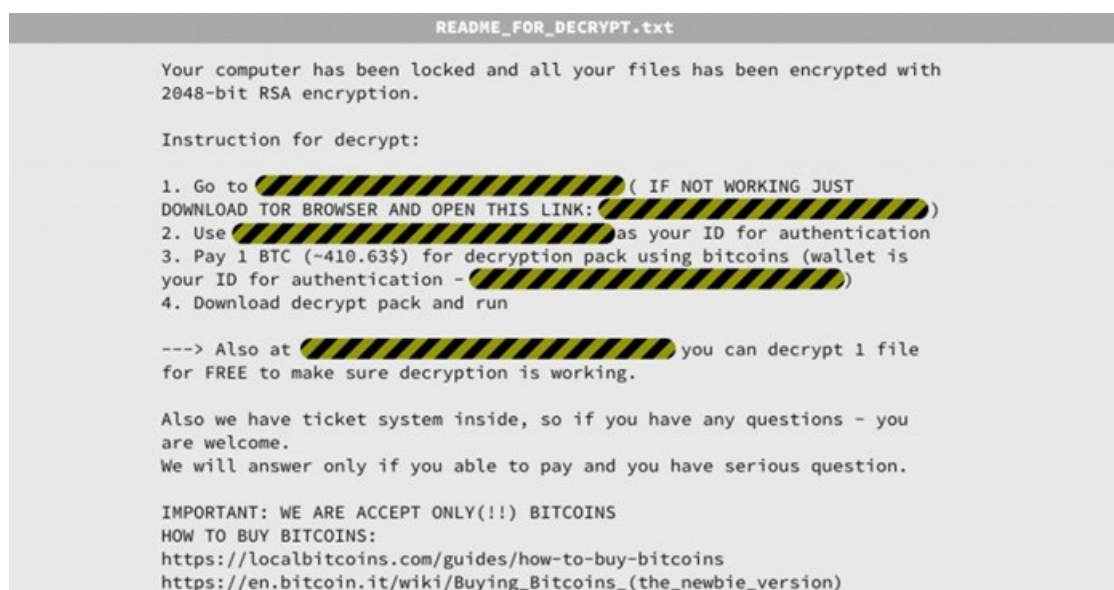 README_FOR_DECRYPT.txt
Your computer has been locked and all your files has been encrypted with
2048-bit RSA encryption.
Instruction for decrypt:
1. Go to ( IF NOT WORKING JUST
DOWNLOAD TOR BROWSER AND OPEN THIS LINK: )
2. Use as your ID for authentication
3. Pay 1 BTC (~410.63$) for decryption pack using bitcoins (wallet is
your ID for authentication - )
4. Download decrypt pack and run
---> Also at you can decrypt 1 file
for FREE to make sure decryption is working.
Also we have ticket system inside, so if you have any questions - you
are welcome.
We will answer only if you able to pay and you have serious question.
IMPORTANT: WE ARE ACCEPT ONLY(!!) BITCOINS
HOW TO BUY BITCOINS:
https://localbitcoins.com/guides/how-to-buy-bitcoins
https://en.bitcoin.it/wiki/Buying_Bitcoins_(the_newbie_version)